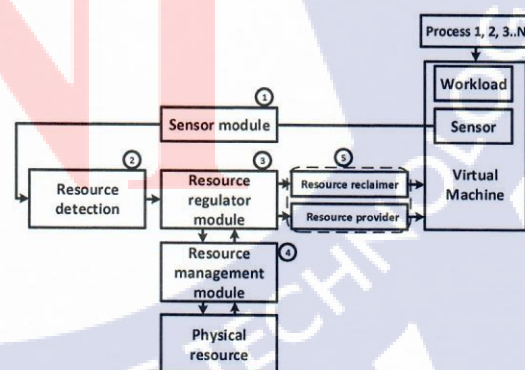 Process 1, 2, 3..N
Workload
1
Sensor module
Sensor
2
3
5
Resource
detection
Resource
regulator
module
Resource reclaimer
Resource provider
Virtual
Machine
4
Resource
management
module
Physical
resource
TECHNOLOG